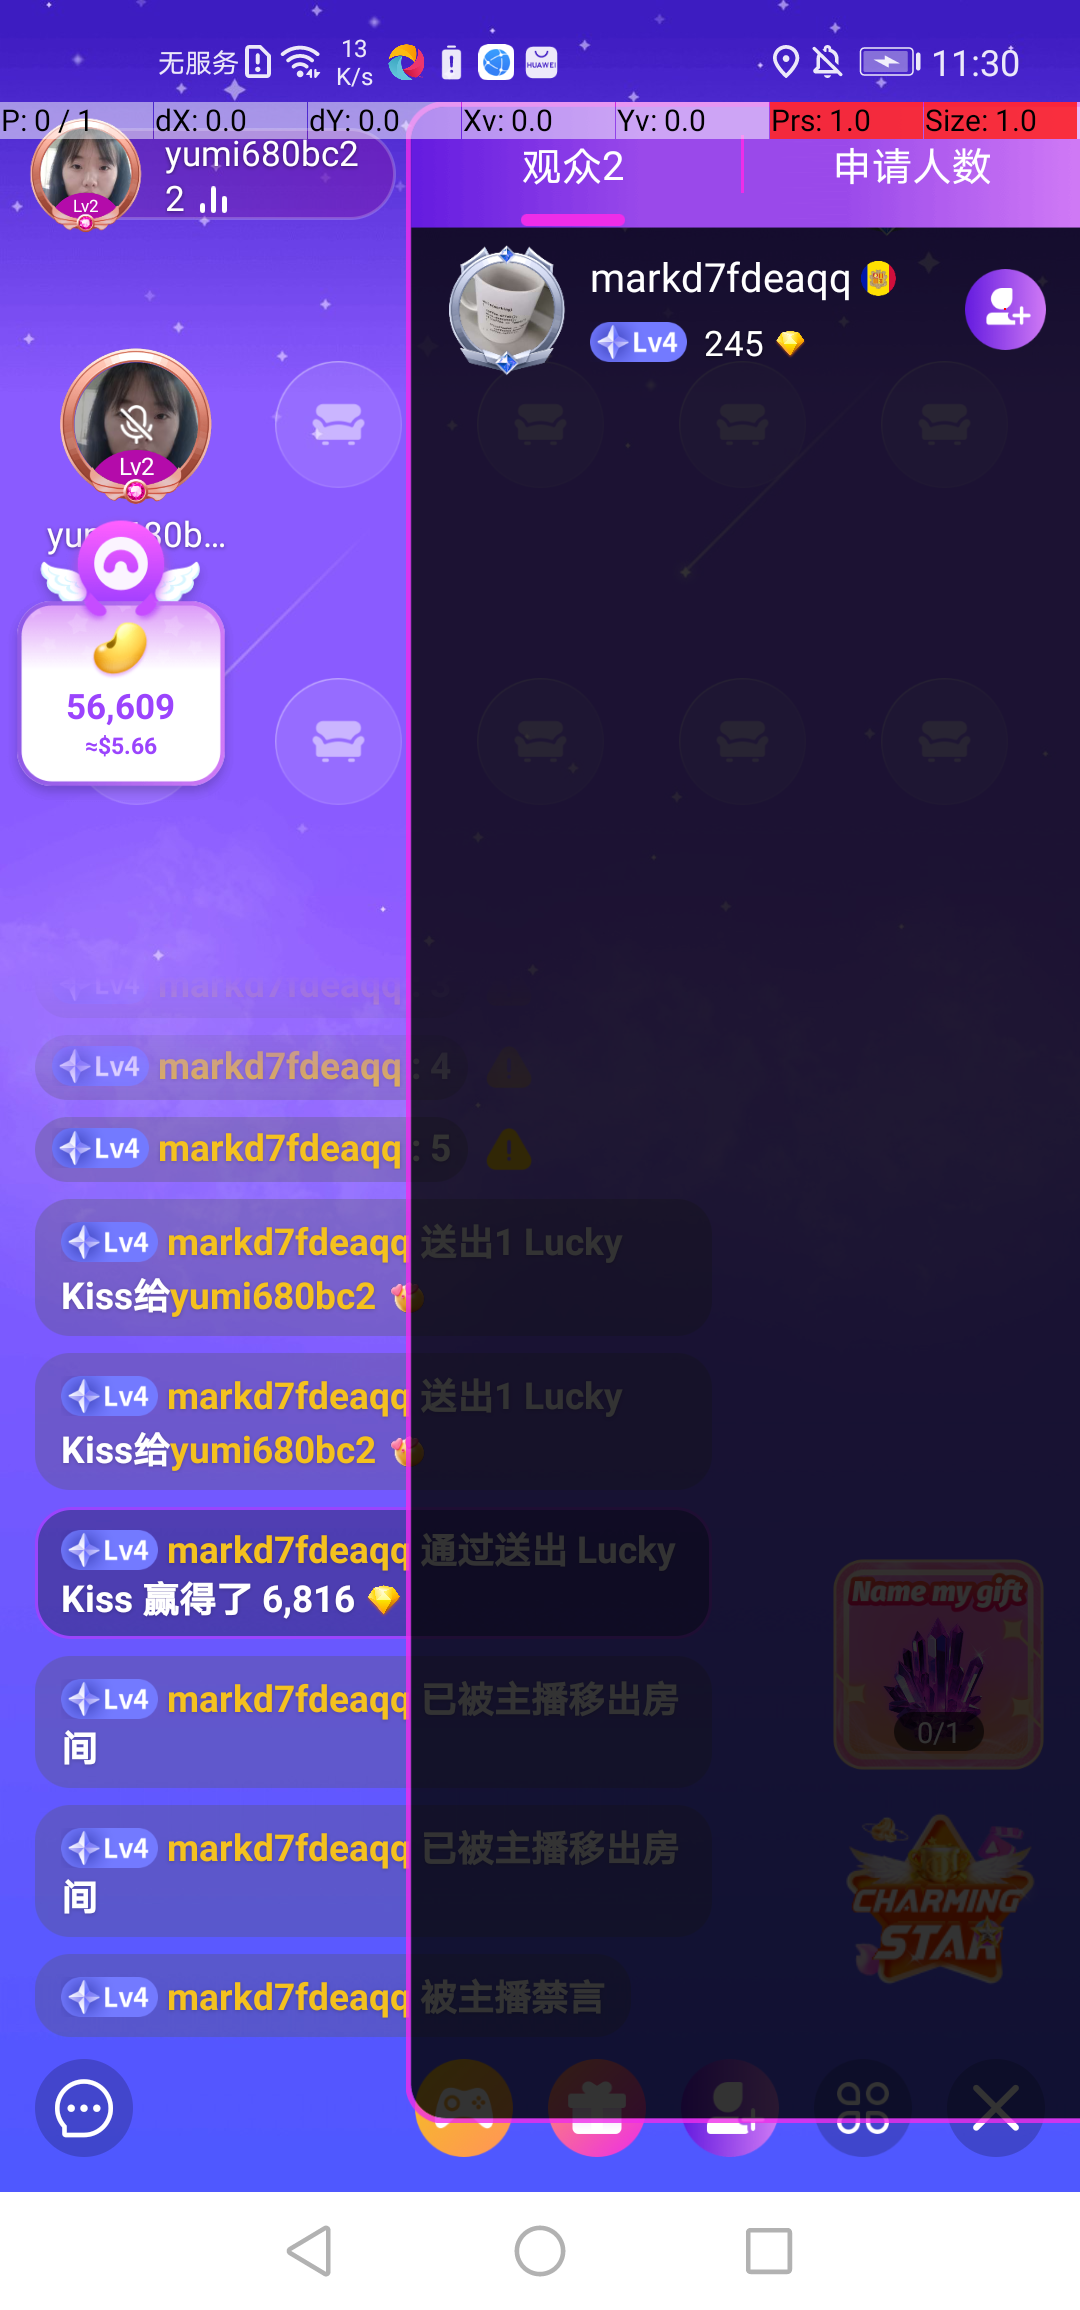 无服务
13
K/s
HUAWEI
11:30
P: 0 / 1
dX: 0.0
dY: 0.0
Xv: 0.0
Yv: 0.0
Prs: 1.0
Size: 1.0
yumi680bc2
2
Lv2
观众2
申请人数
markd7fdeaqq
Lv4 245
Lv2
56,609
≈$5.66
Lv4 markd7fdeaqq
Lv4 markd7fdeaqq : 4
Lv4 markd7fdeaqq : 5
Lv4 markd7fdeaqq 送出1 Lucky
Kiss给yumi680bc2
Lv4 markd7fdeaqq 送出1 Lucky
Kiss给yumi680bc2
Lv4 markd7fdeaqq 通过送出 Lucky
Kiss 赢得了 6,816
Lv4 markd7fdeaqq 已被主播移出房
间
Lv4 markd7fdeaqq 已被主播移出房
间
Lv4 markd7fdeaqq 被主播禁言
Name my gift
0/1
CHARMING
STAR